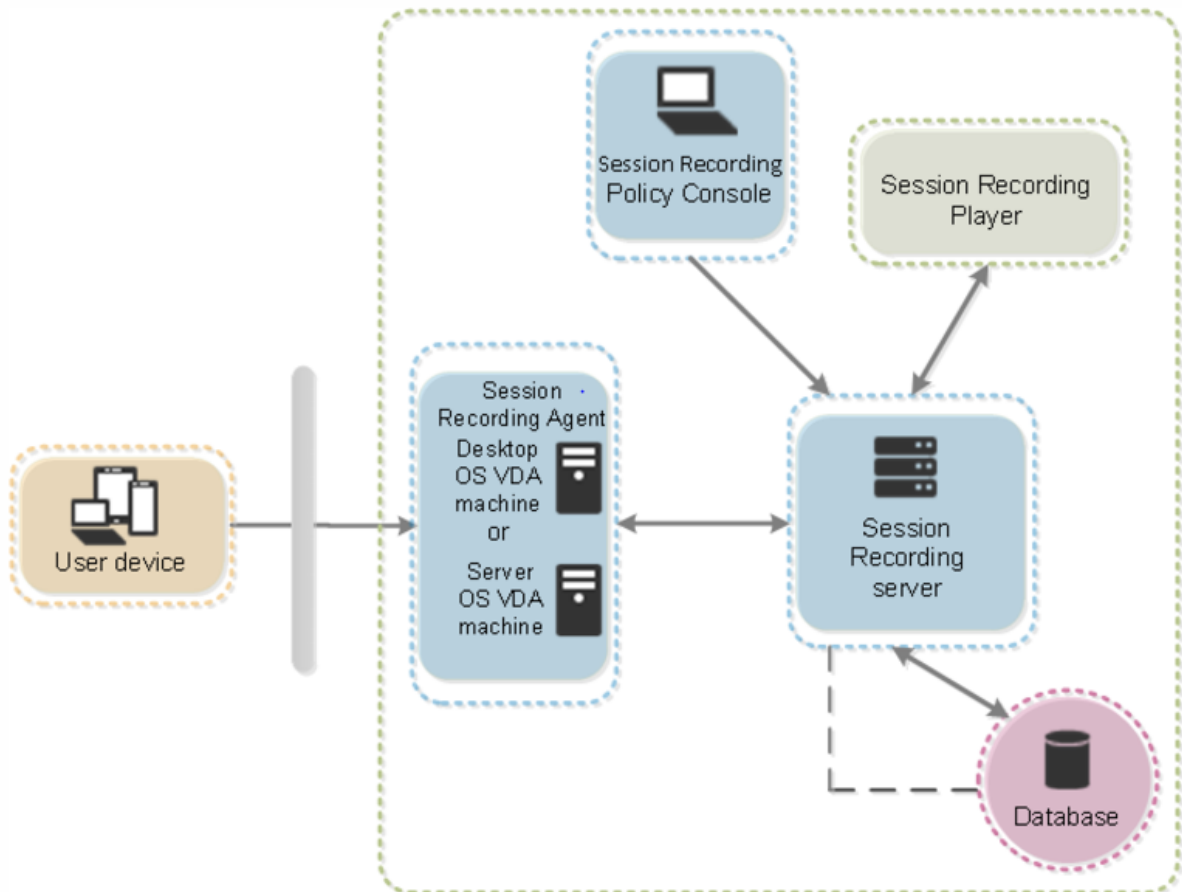 Session Recording
Policy Console
Session Recording
Player
Session
Recording Agent
Desktop
OS VDA
machine
or
Server
OS VDA
machine
User device
Session
Recording
server
Database